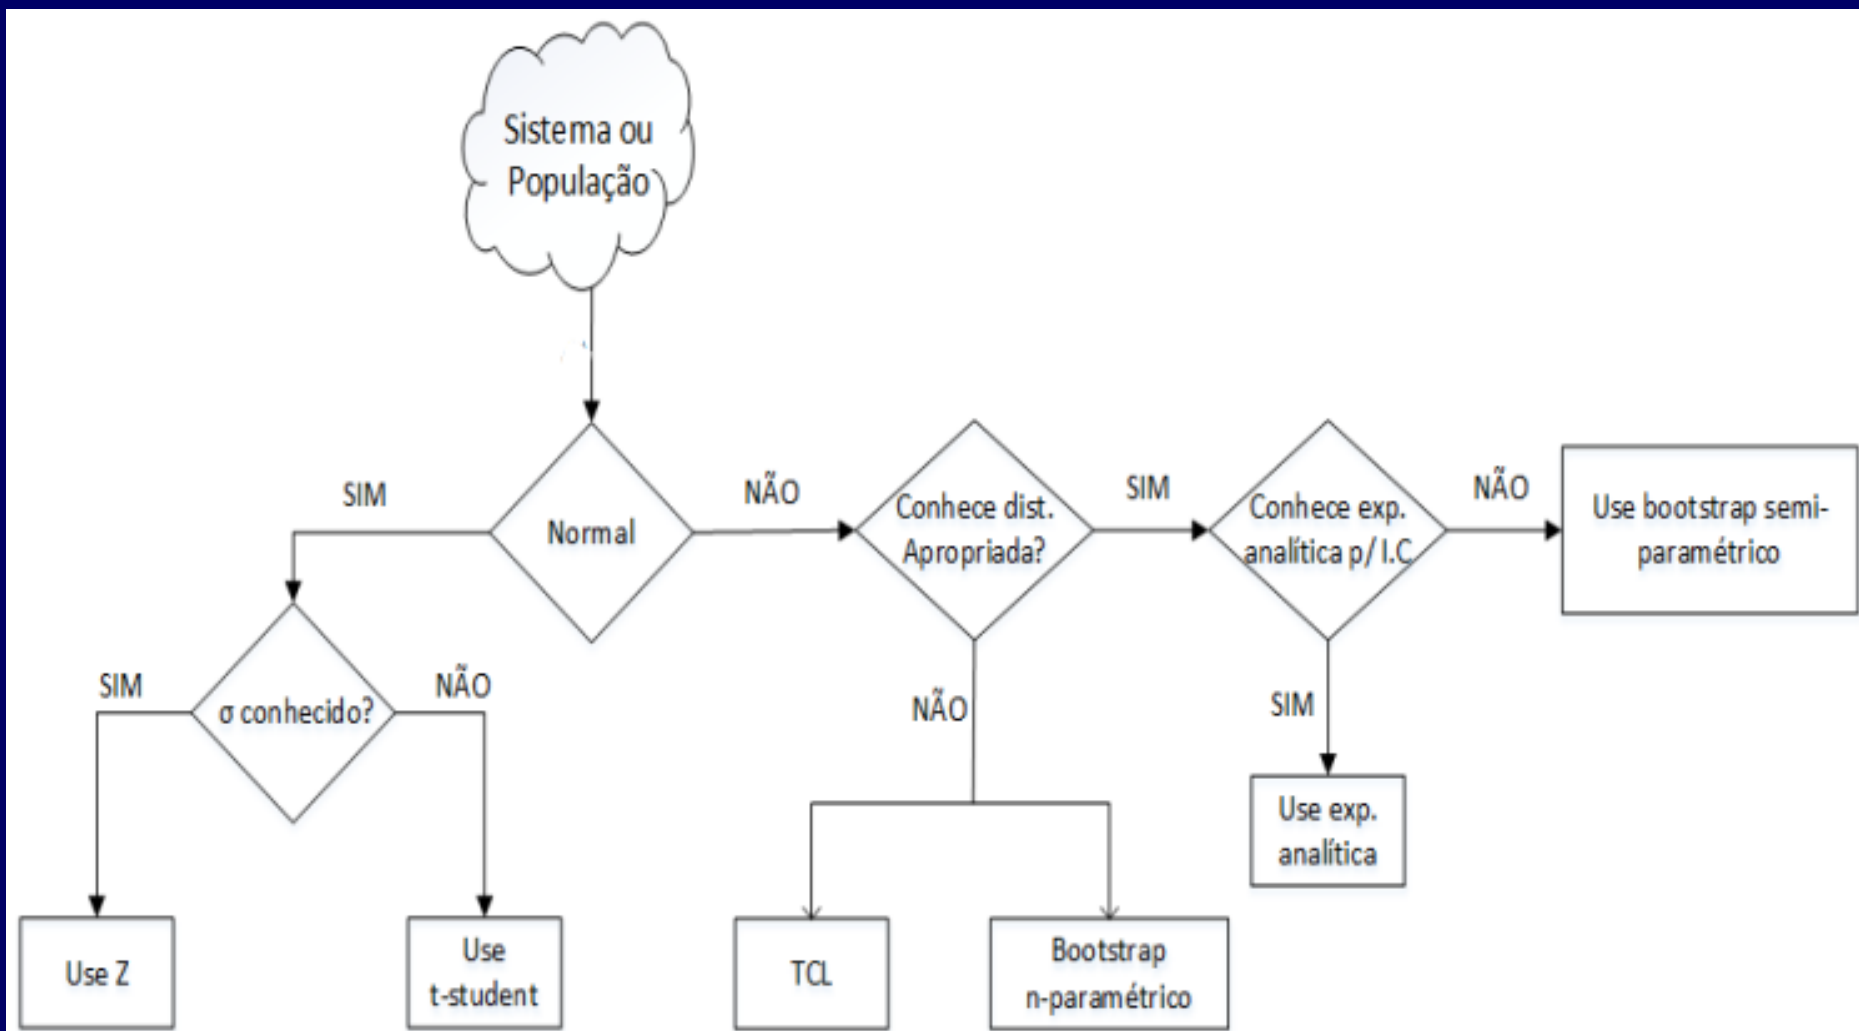 Sistema ou
População
SIM
Normal
NÃO
Conhece dist.
Apropriada?
SIM
Conhece exp.
analítica p/ I.C
NÃO
Use bootstrap semi-
paramétrico
SIM
σ conhecido?
NÃO
NÃO
SIM
Use exp.
analítica
Use Z
Use
t-student
TCL
Bootstrap
n-paramétrico